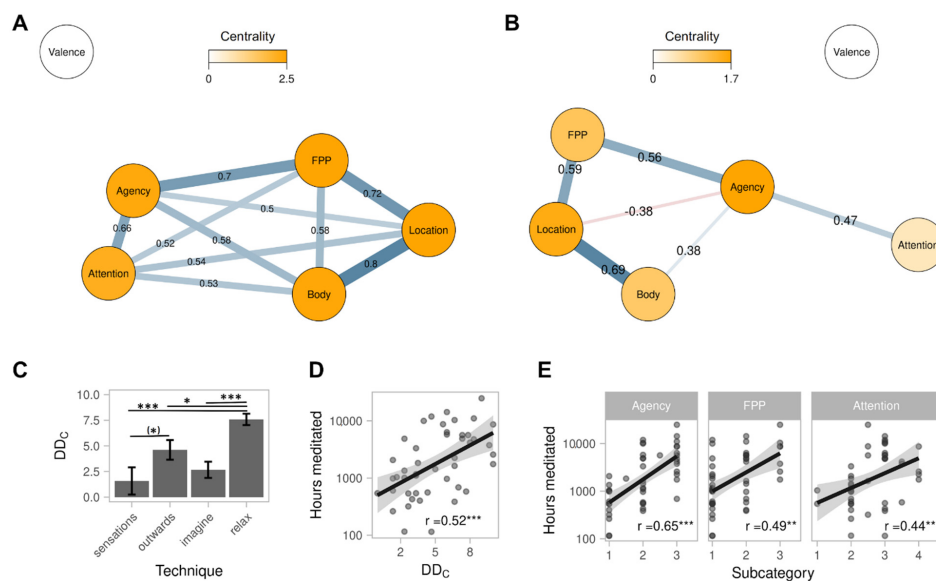 A
Valence
Centrality
0 2.5
FPP
Agency
Location
Attention
Body
0.7
0.72
0.5
0.66
0.52
0.58
0.58
0.54
0.8
0.53
B
Centrality
0 1.7
Valence
FPP
Agency
Location
Attention
Body
0.56
0.59
-0.38
0.47
0.38
0.69
C
DDC
10.0
7.5
5.0
2.5
0.0
***
*
***
(*)
sensations
outwards
imagine
relax
Technique
D
Hours meditated
10000
1000
100
r =0.52***
2 5 8
DDC
E
Agency FPP Attention
Hours meditated
10000
1000
100
r =0.65*** r =0.49** r =0.44**
1 2 3 1 2 3 1 2 3 4
Subcategory